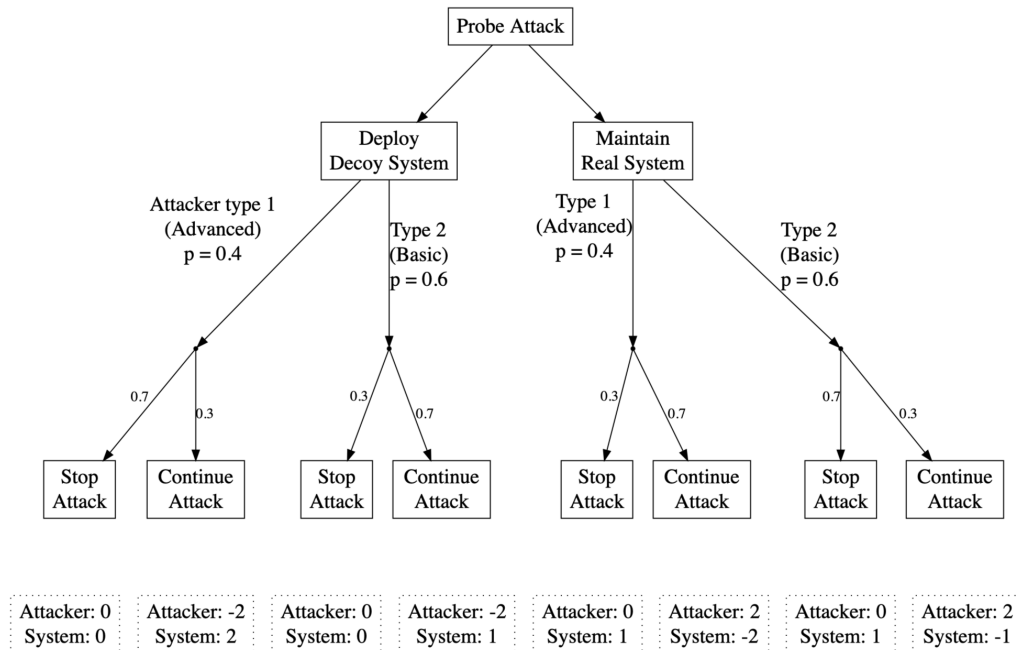 Probe Attack
Deploy
Decoy System
Maintain
Real System
Attacker type 1
(Advanced)
p = 0.4
Type 2
(Basic)
p = 0.6
Type 1
(Advanced)
p = 0.4
Type 2
(Basic)
p = 0.6
0.7
0.3
0.3
0.7
0.3
0.7
0.7
0.3
Stop
Attack
Continue
Attack
Stop
Attack
Continue
Attack
Stop
Attack
Continue
Attack
Stop
Attack
Continue
Attack
Attacker: 0
System: 0
Attacker: -2
System: 2
Attacker: 0
System: 0
Attacker: -2
System: 1
Attacker: 0
System: 1
Attacker: 2
System: -2
Attacker: 0
System: 1
Attacker: 2
System: -1